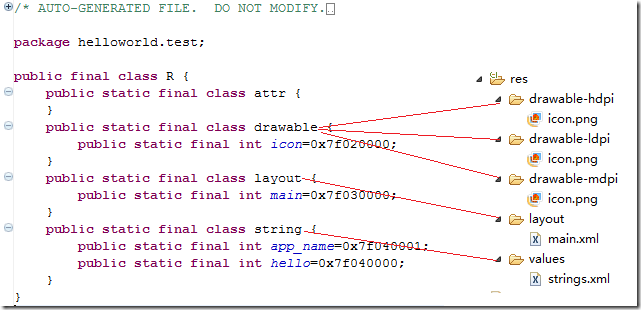 /* AUTO-GENERATED FILE.  DO NOT MODIFY.
package helloworld.test;
public final class R {
    public static final class attr {
    }
    public static final class drawable {
        public static final int icon=0x7f020000;
    }
    public static final class layout {
        public static final int main=0x7f030000;
    }
    public static final class string {
        public static final int app_name=0x7f040001;
        public static final int hello=0x7f040000;
    }
}
res
drawable-hdpi
icon.png
drawable-ldpi
icon.png
drawable-mdpi
icon.png
layout
main.xml
values
strings.xml